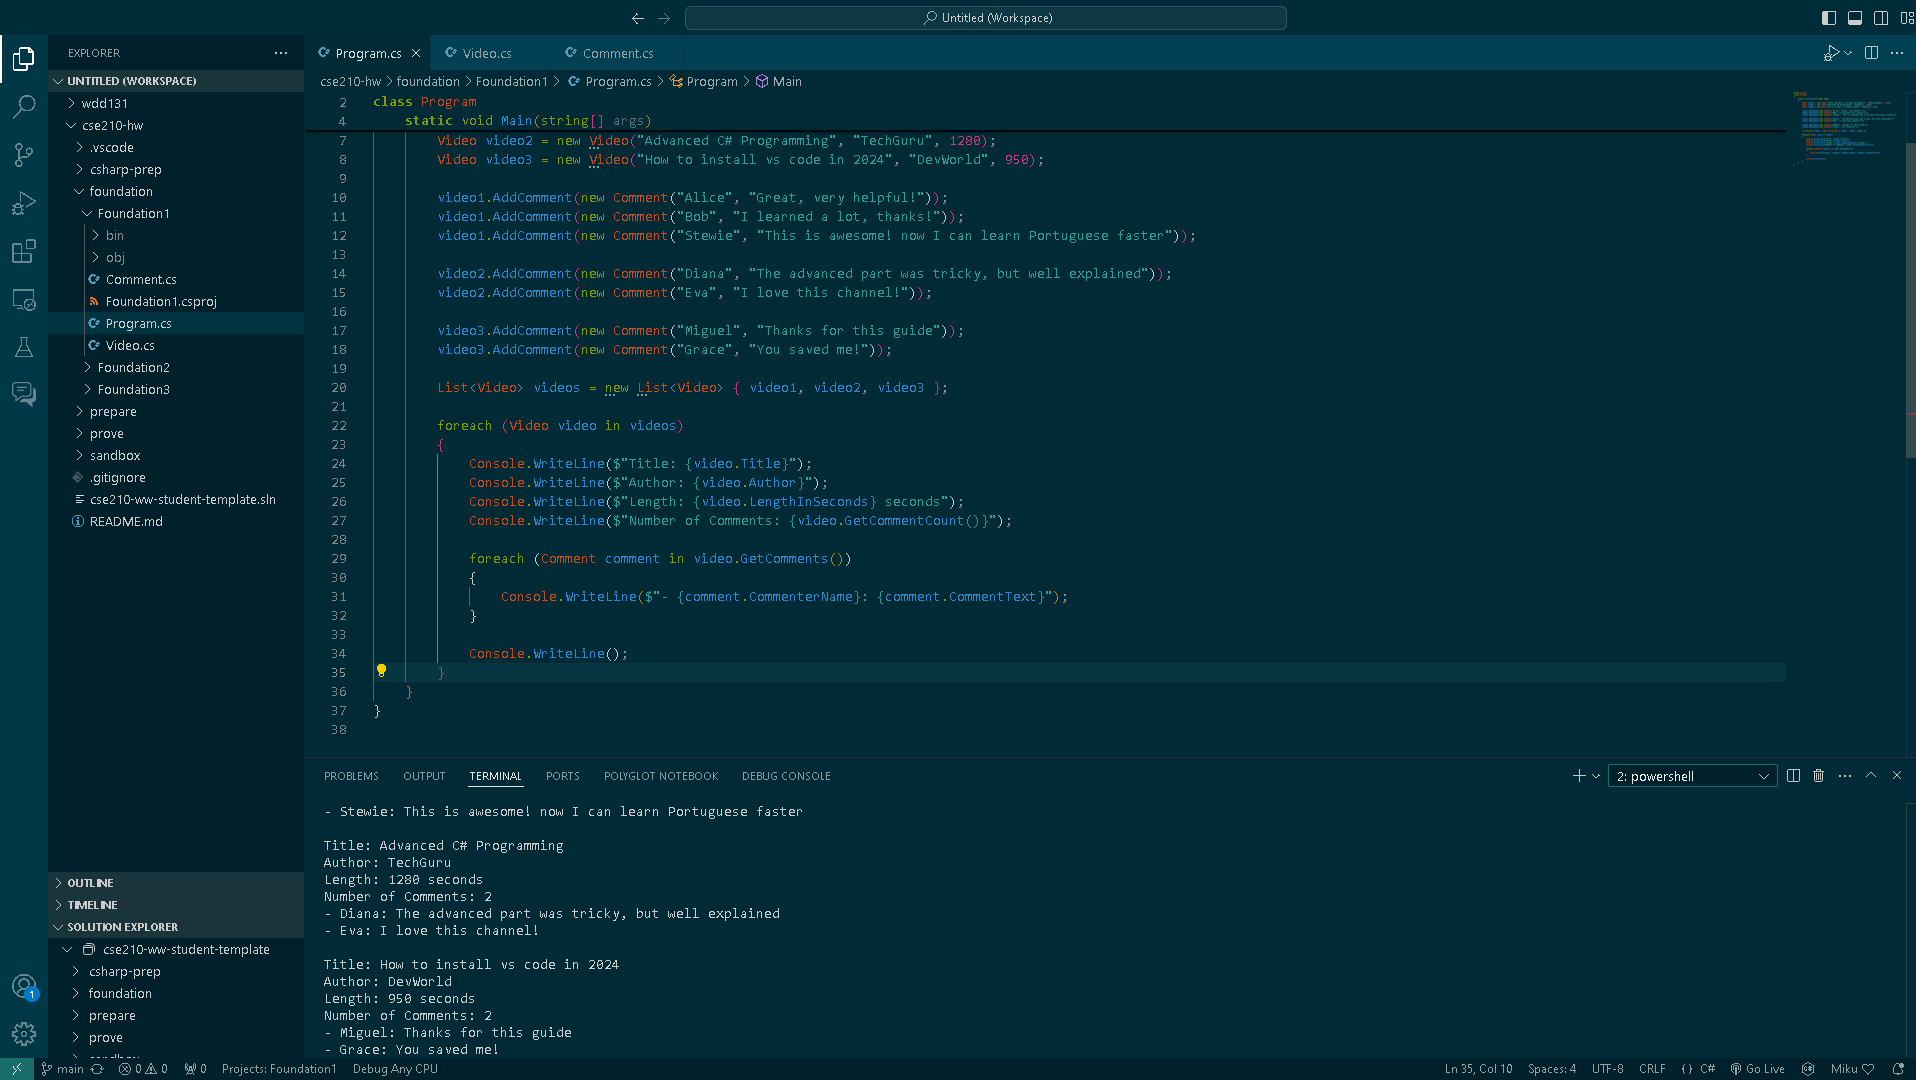 Untitled (Workspace)
EXPLORER
UNTITLED (WORKSPACE)
wdd131
cse210-hw
.vscode
csharp-prep
foundation
Foundation1
bin
obj
Comment.cs
Foundation1.csproj
Program.cs
Video.cs
Foundation2
Foundation3
prepare
prove
sandbox
.gitignore
cse210-ww-student-template.sln
README.md
OUTLINE
TIMELINE
SOLUTION EXPLORER
cse210-ww-student-template
csharp-prep
foundation
prepare
prove
Program.cs Video.cs Comment.cs
cse210-hw > foundation > Foundation1 > Program.cs > Program > Main
2 class Program
4 static void Main(string[] args)
7 Video video2 = new Video("Advanced C# Programming", "TechGuru", 1280);
8 Video video3 = new Video("How to install vs code in 2024", "DevWorld", 950);
9
10 video1.AddComment(new Comment("Alice", "Great, very helpful!"));
11 video1.AddComment(new Comment("Bob", "I learned a lot, thanks!"));
12 video1.AddComment(new Comment("Stewie", "This is awesome! now I can learn Portuguese faster"));
13
14 video2.AddComment(new Comment("Diana", "The advanced part was tricky, but well explained"));
15 video2.AddComment(new Comment("Eva", "I love this channel!"));
16
17 video3.AddComment(new Comment("Miguel", "Thanks for this guide"));
18 video3.AddComment(new Comment("Grace", "You saved me!"));
19
20 List<Video> videos = new List<Video> { video1, video2, video3 };
21
22 foreach (Video video in videos)
23 {
24 Console.WriteLine($"Title: {video.Title}");
25 Console.WriteLine($"Author: {video.Author}");
26 Console.WriteLine($"Length: {video.LengthInSeconds} seconds");
27 Console.WriteLine($"Number of Comments: {video.GetCommentCount()}");
28
29 foreach (Comment comment in video.GetComments())
30 {
31 Console.WriteLine($"- {comment.CommenterName}: {comment.CommentText}");
32 }
33
34 Console.WriteLine();
35 }
36 }
37 }
38
PROBLEMS OUTPUT TERMINAL PORTS POLYGLOT NOTEBOOK DEBUG CONSOLE 2: powershell
- Stewie: This is awesome! now I can learn Portuguese faster
Title: Advanced C# Programming
Author: TechGuru
Length: 1280 seconds
Number of Comments: 2
- Diana: The advanced part was tricky, but well explained
- Eva: I love this channel!
Title: How to install vs code in 2024
Author: DevWorld
Length: 950 seconds
Number of Comments: 2
- Miguel: Thanks for this guide
- Grace: You saved me!
1
main 0 0 0 Projects: Foundation1 Debug Any CPU Ln 35, Col 10 Spaces: 4 UTF-8 CRLF {} C# Go Live Miku ♡